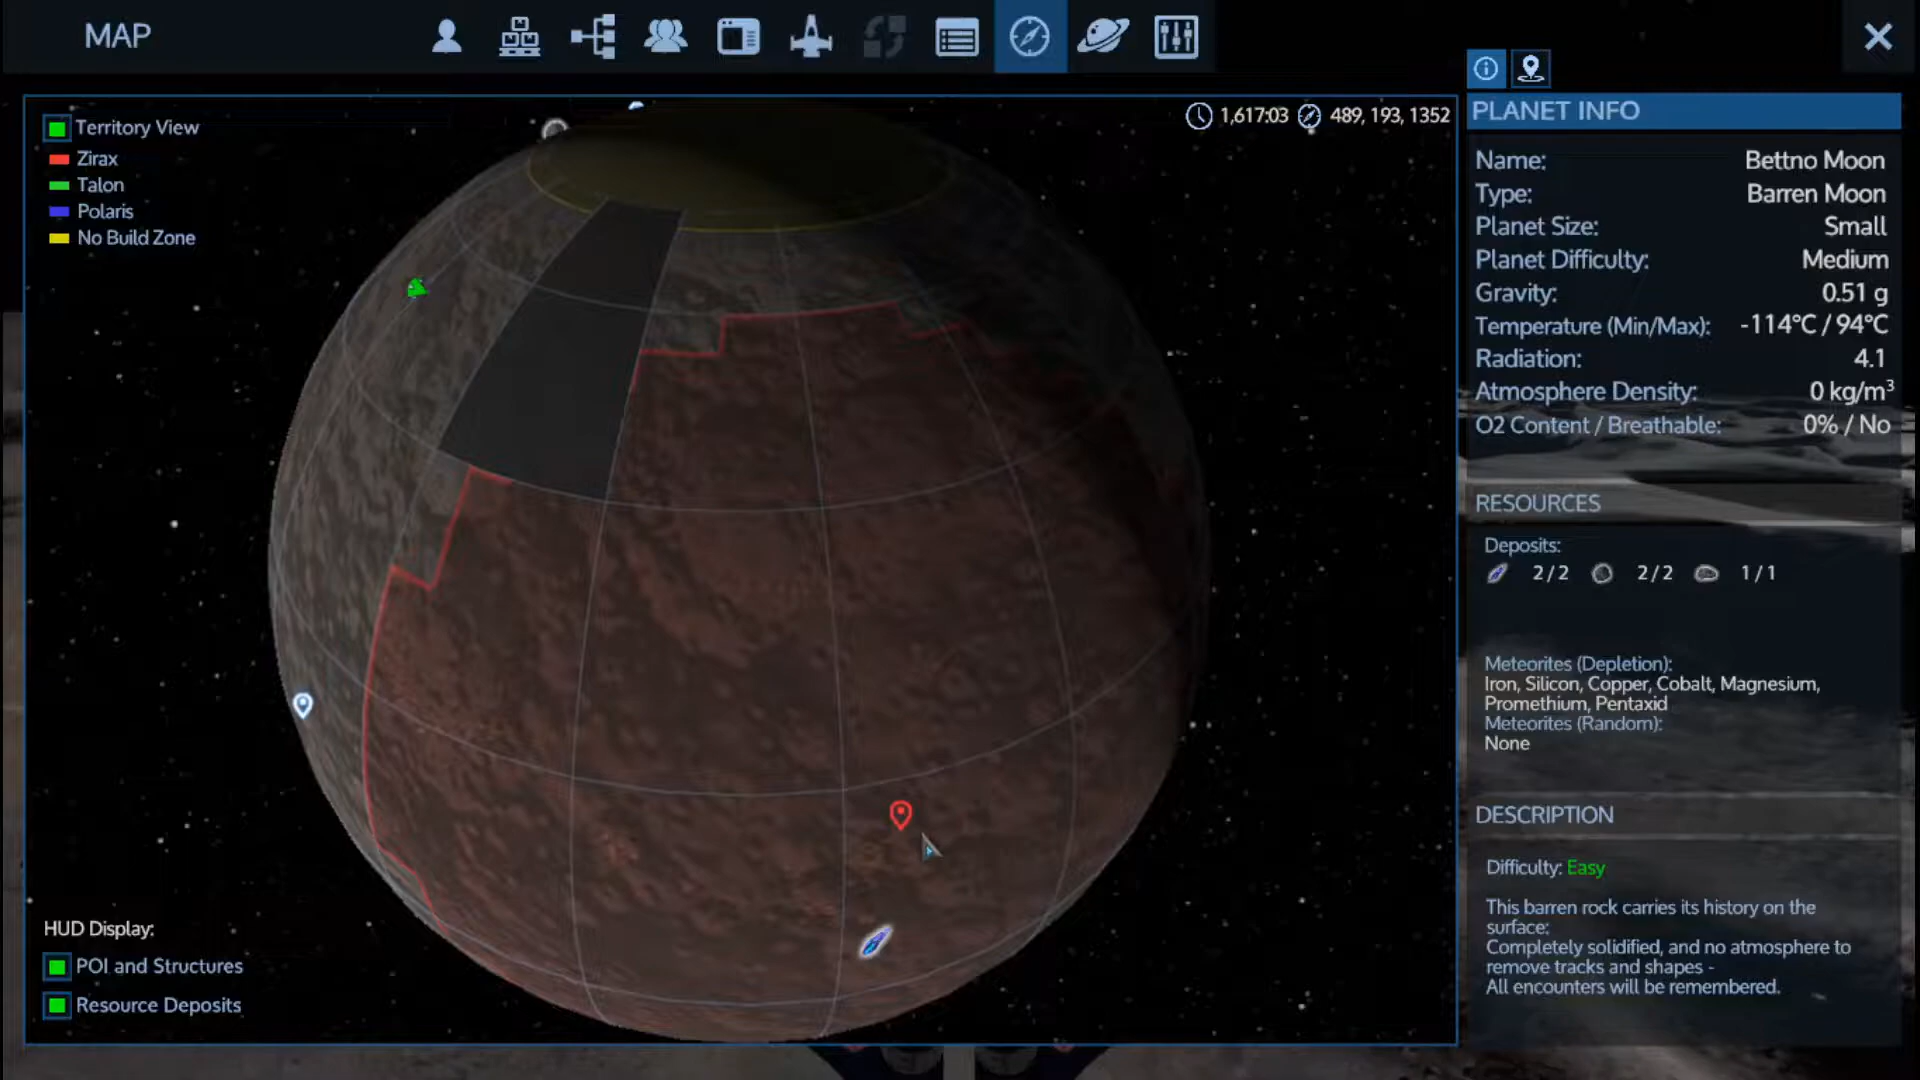 MAP
Territory View
Zirax
Talon
Polaris
No Build Zone
1,617:03 489, 193, 1352
HUD Display:
POI and Structures
Resource Deposits
PLANET INFO
Name: Bettno Moon
Type: Barren Moon
Planet Size: Small
Planet Difficulty: Medium
Gravity: 0.51 g
Temperature (Min/Max): -114°C / 94°C
Radiation: 4.1
Atmosphere Density: 0 kg/m³
O2 Content / Breathable: 0% / No
RESOURCES
Deposits:
2/2 2/2 1/1
Meteorites (Depletion):
Iron, Silicon, Copper, Cobalt, Magnesium,
Promethium, Pentaxid
Meteorites (Random):
None
DESCRIPTION
Difficulty: Easy
This barren rock carries its history on the
surface:
Completely solidified, and no atmosphere to
remove tracks and shapes -
All encounters will be remembered.